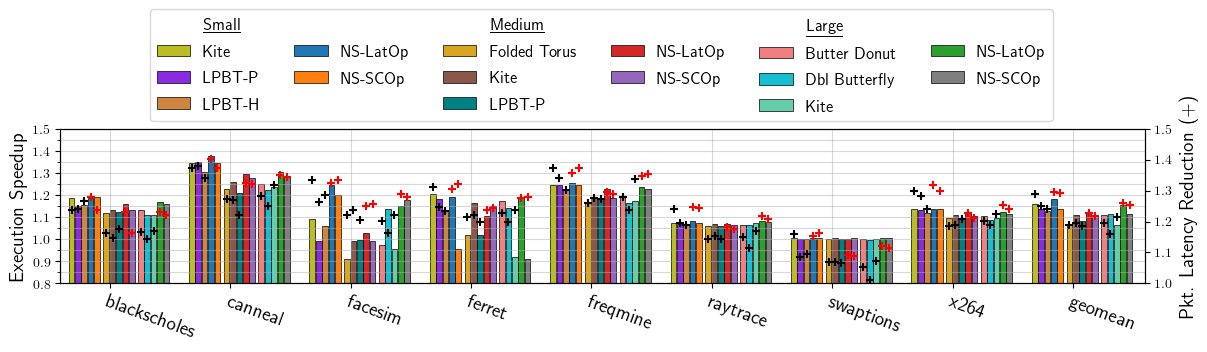 Small Medium Large
Kite NS-LatOp Folded Torus NS-LatOp Butter Donut NS-LatOp
LPBT-P NS-SCOp Kite NS-SCOp Dbl Butterfly NS-SCOp
LPBT-H LPBT-P Kite
Execution Speedup
1.5
1.4
1.3
1.2
1.1
1.0
0.9
0.8
Pkt. Latency Reduction (+)
1.5
1.4
1.3
1.2
1.1
1.0
blackscholes canneal facesim ferret freqmine raytrace swaptions x264 geomean